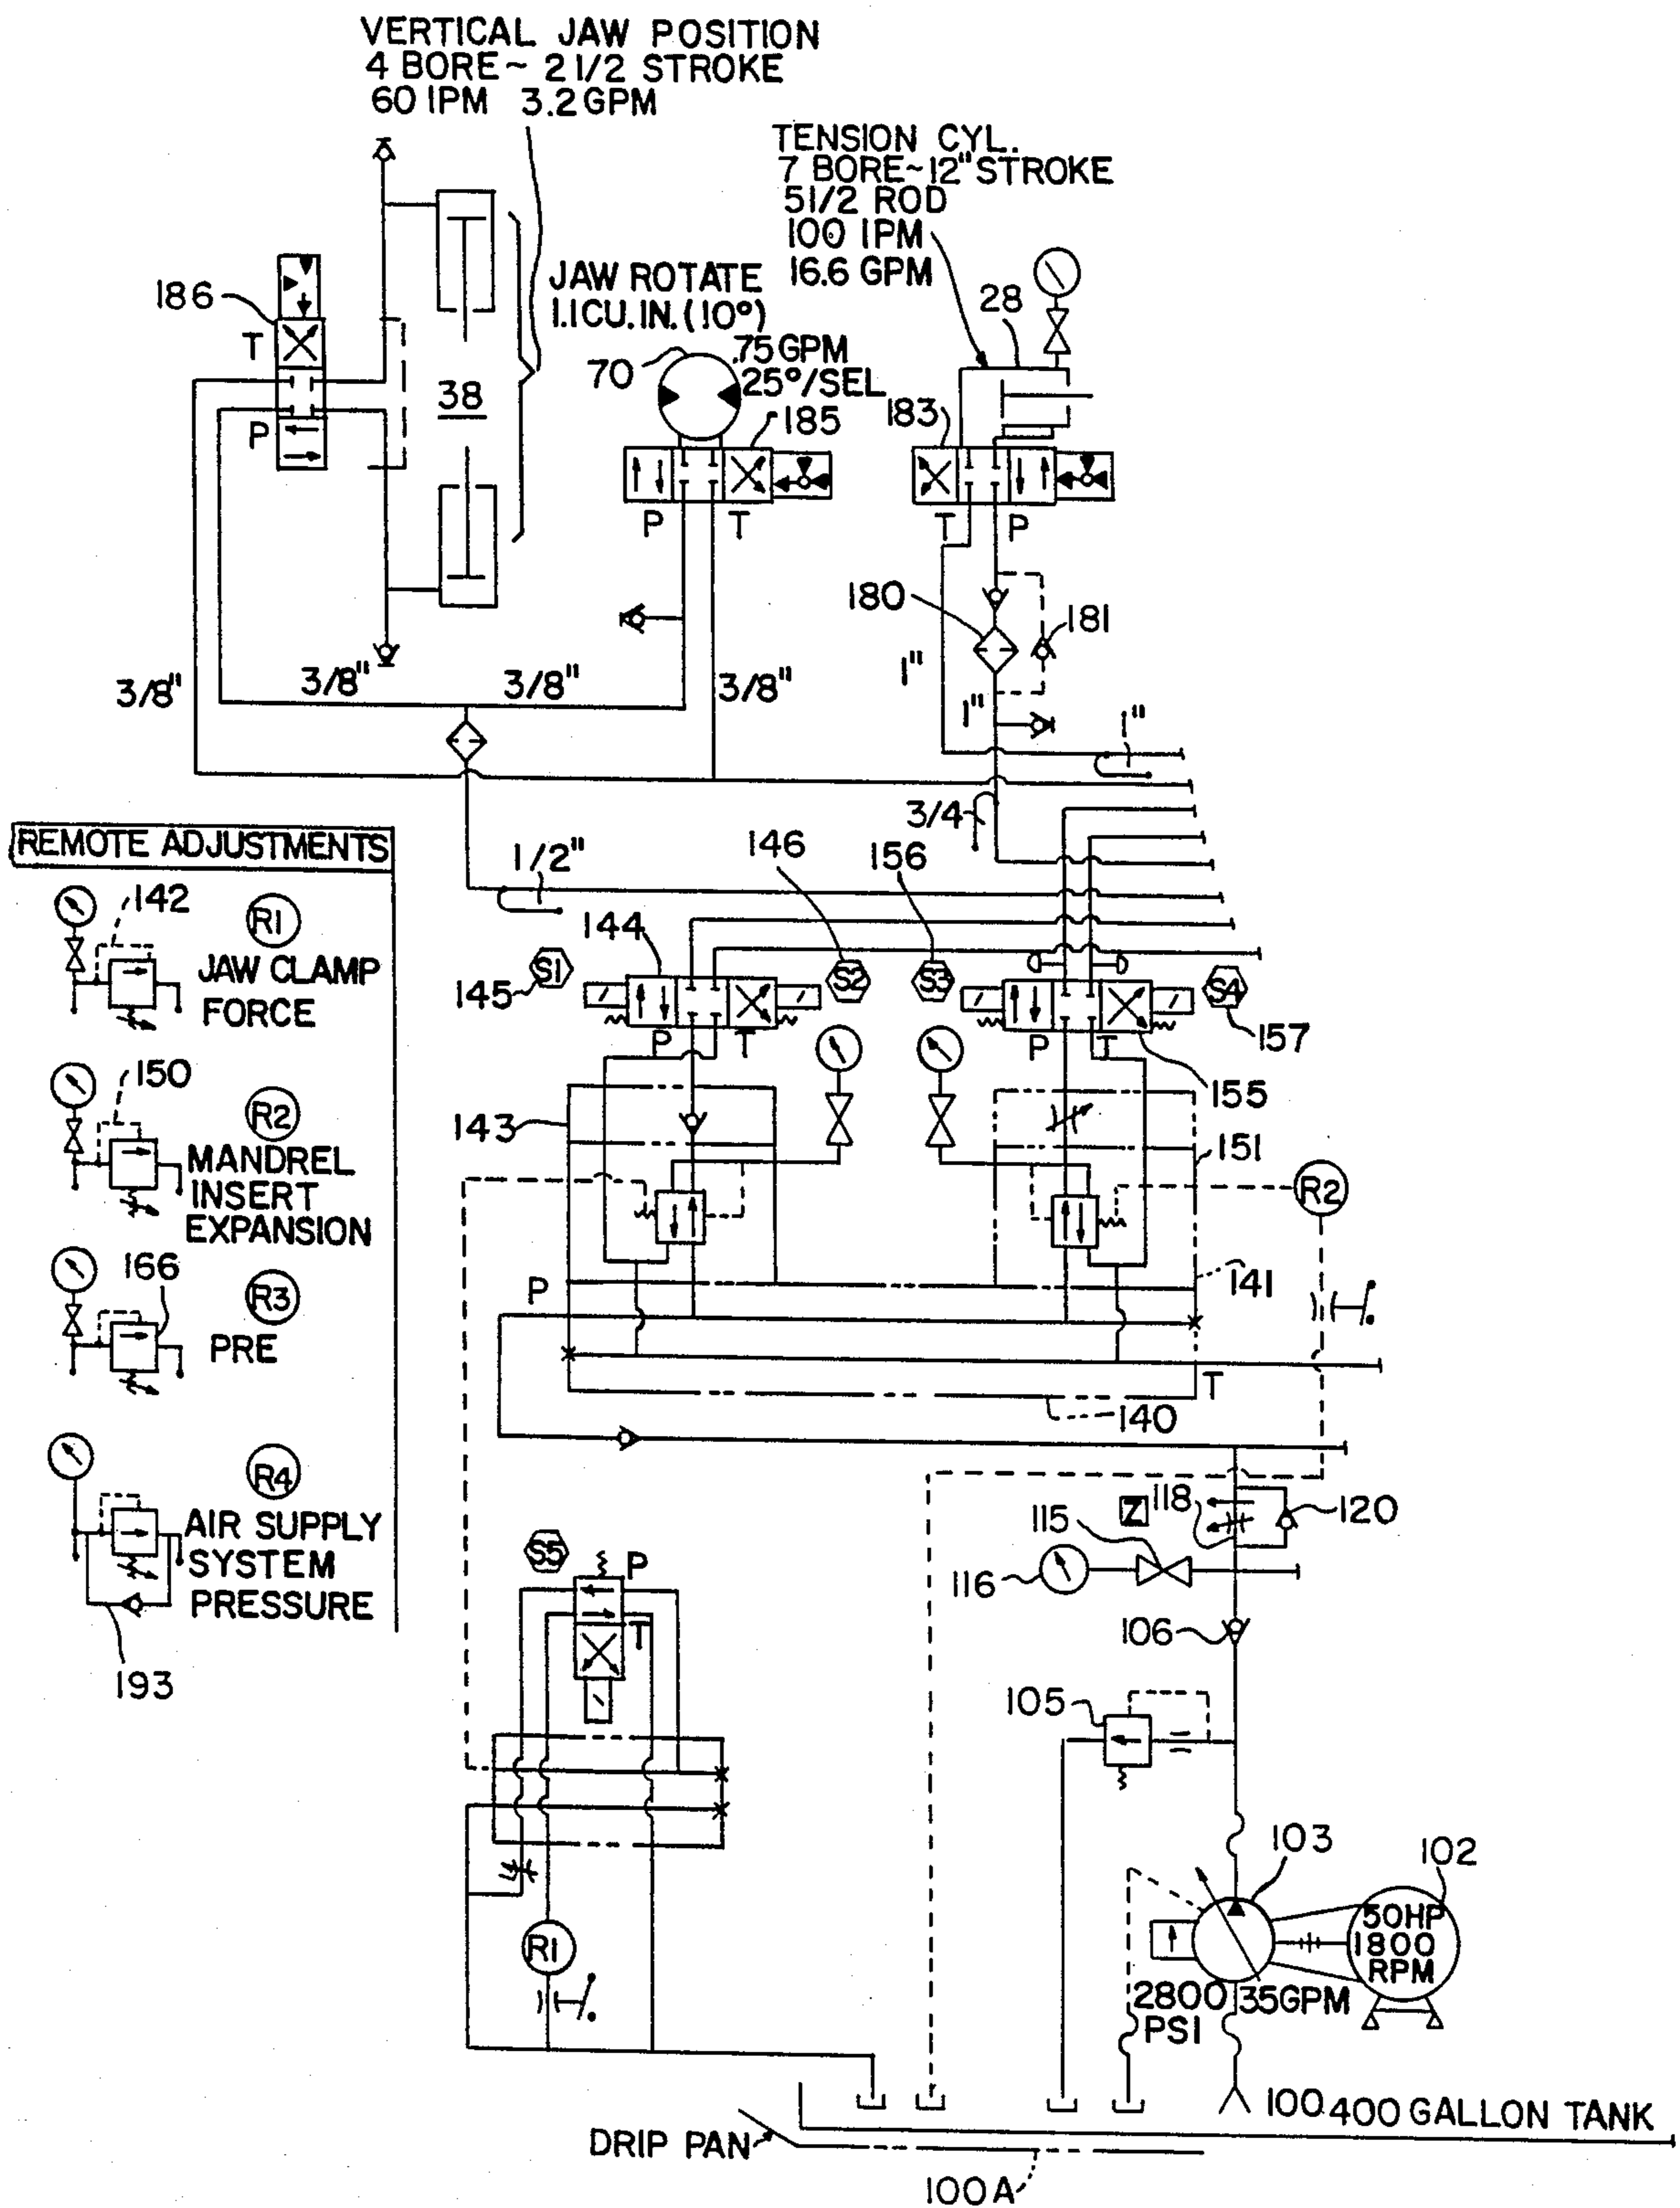 VERTICAL JAW POSITION
4 BORE~ 2 1/2 STROKE
60 IPM 3.2 GPM
TENSION CYL.
7 BORE~12" STROKE
5 1/2 ROD
100 IPM
16.6 GPM
28
186
T
P
38
JAW ROTATE
1.1 CU. IN. (10°)
.75 GPM
25°/SEL
70
185
183
P
T
T
P
180
181
3/8"
3/8"
3/8"
3/8"
1"
1"
1"
3/4
1/2"
REMOTE ADJUSTMENTS
142
R1
JAW CLAMP
FORCE
150
R2
MANDREL
INSERT
EXPANSION
166
R3
PRE
R4
AIR SUPPLY
SYSTEM
PRESSURE
193
144
146
156
S1
145
S2
S3
S4
157
P
T
P
T
155
143
151
R2
P
141
T
140
Z
118
120
115
116
106
S5
P
T
105
103
102
50HP
1800
RPM
2800
PSI
35GPM
R1
100
400 GALLON TANK
DRIP PAN
100A